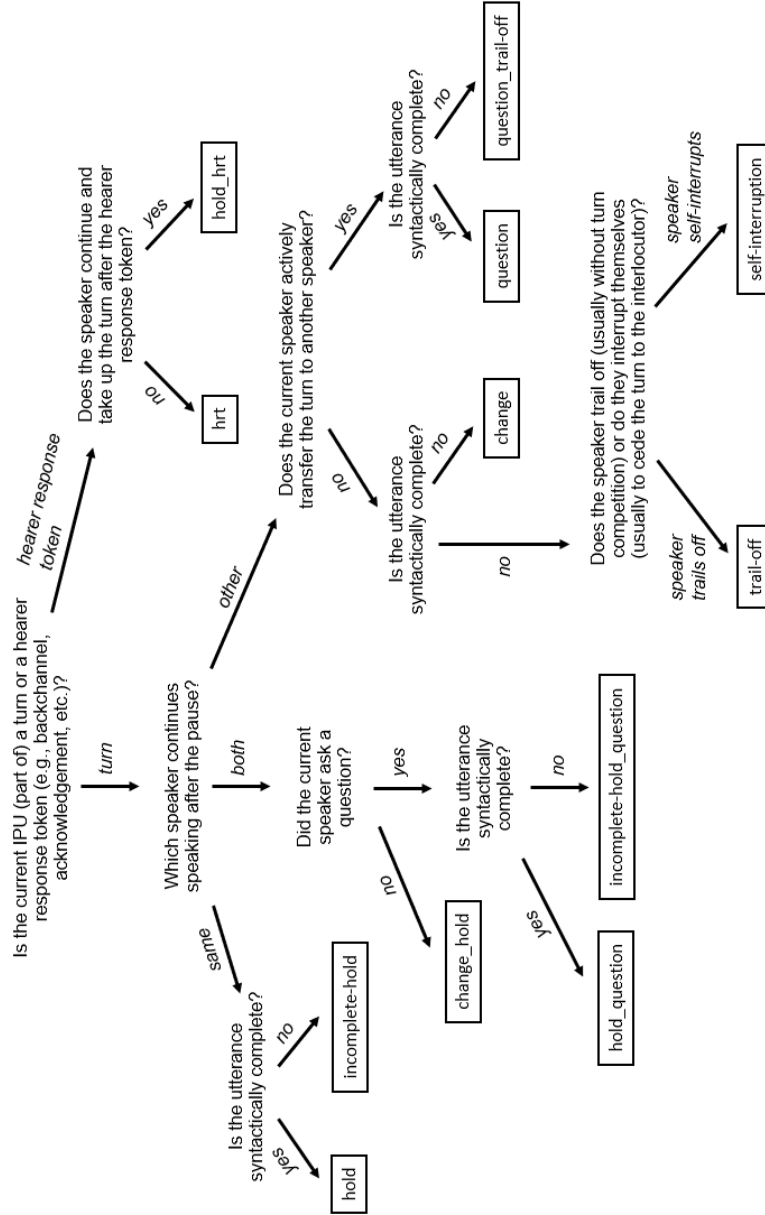 Is the current IPU (part of) a turn or a hearer
response token (e.g., backchannel,
acknowledgement, etc.)?
turn
hearer response
token
Which speaker continues
speaking after the pause?
same
both
other
Does the speaker continue and
take up the turn after the hearer
response token?
no
yes
hrt
hold_hrt
Is the utterance
syntactically complete?
yes
no
hold
incomplete-hold
Did the current
speaker ask a
question?
no
yes
change_hold
Is the utterance
syntactically
complete?
yes
no
hold_question
incomplete-hold_question
Does the current speaker actively
transfer the turn to another speaker?
no
yes
Is the utterance
syntactically complete?
no
no
change
Is the utterance
syntactically complete?
yes
no
question
question_trail-off
Does the speaker trail off (usually without turn
competition) or do they interrupt themselves
(usually to cede the turn to the interlocutor)?
speaker
trails off
speaker
self-interrupts
trail-off
self-interruption